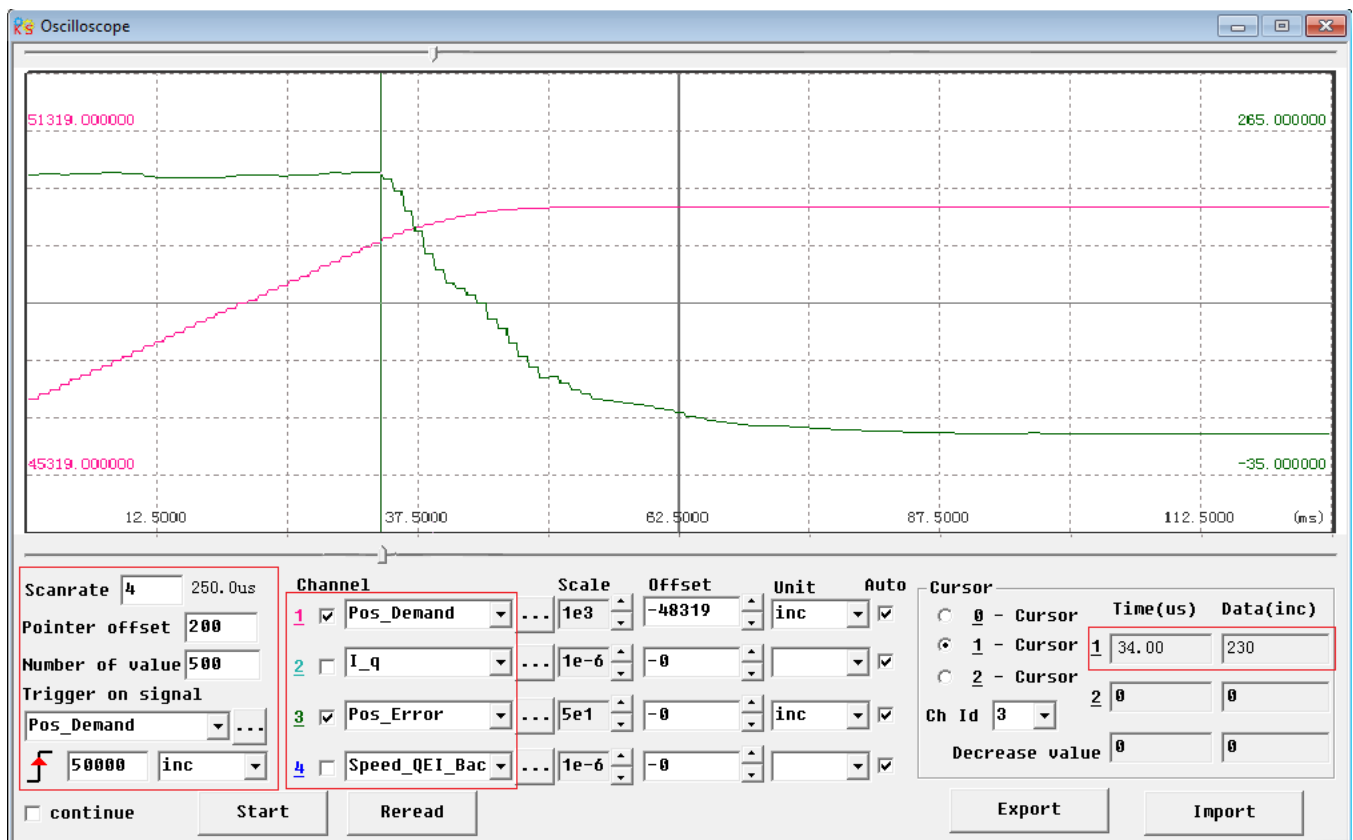 Oscilloscope
51319.000000 265.000000
45319.000000 -35.000000
12.5000 37.5000 62.5000 87.5000 112.5000 (ms)
Scanrate 4 250.0us
Pointer offset 200
Number of value 500
Trigger on signal
Pos_Demand ...
50000 inc
continue Start Reread
Channel Scale Offset Unit Auto
1 Pos_Demand ... 1e3 -48319 inc
2 I_q ... 1e-6 -0
3 Pos_Error ... 5e1 -0 inc
4 Speed_QEI_Bac ... 1e-6 -0
Cursor
Time(us) Data(inc)
0 - Cursor
1 - Cursor 1 34.00 230
2 - Cursor
2 0 0
Ch Id 3
Decrease value 0 0
Export Import